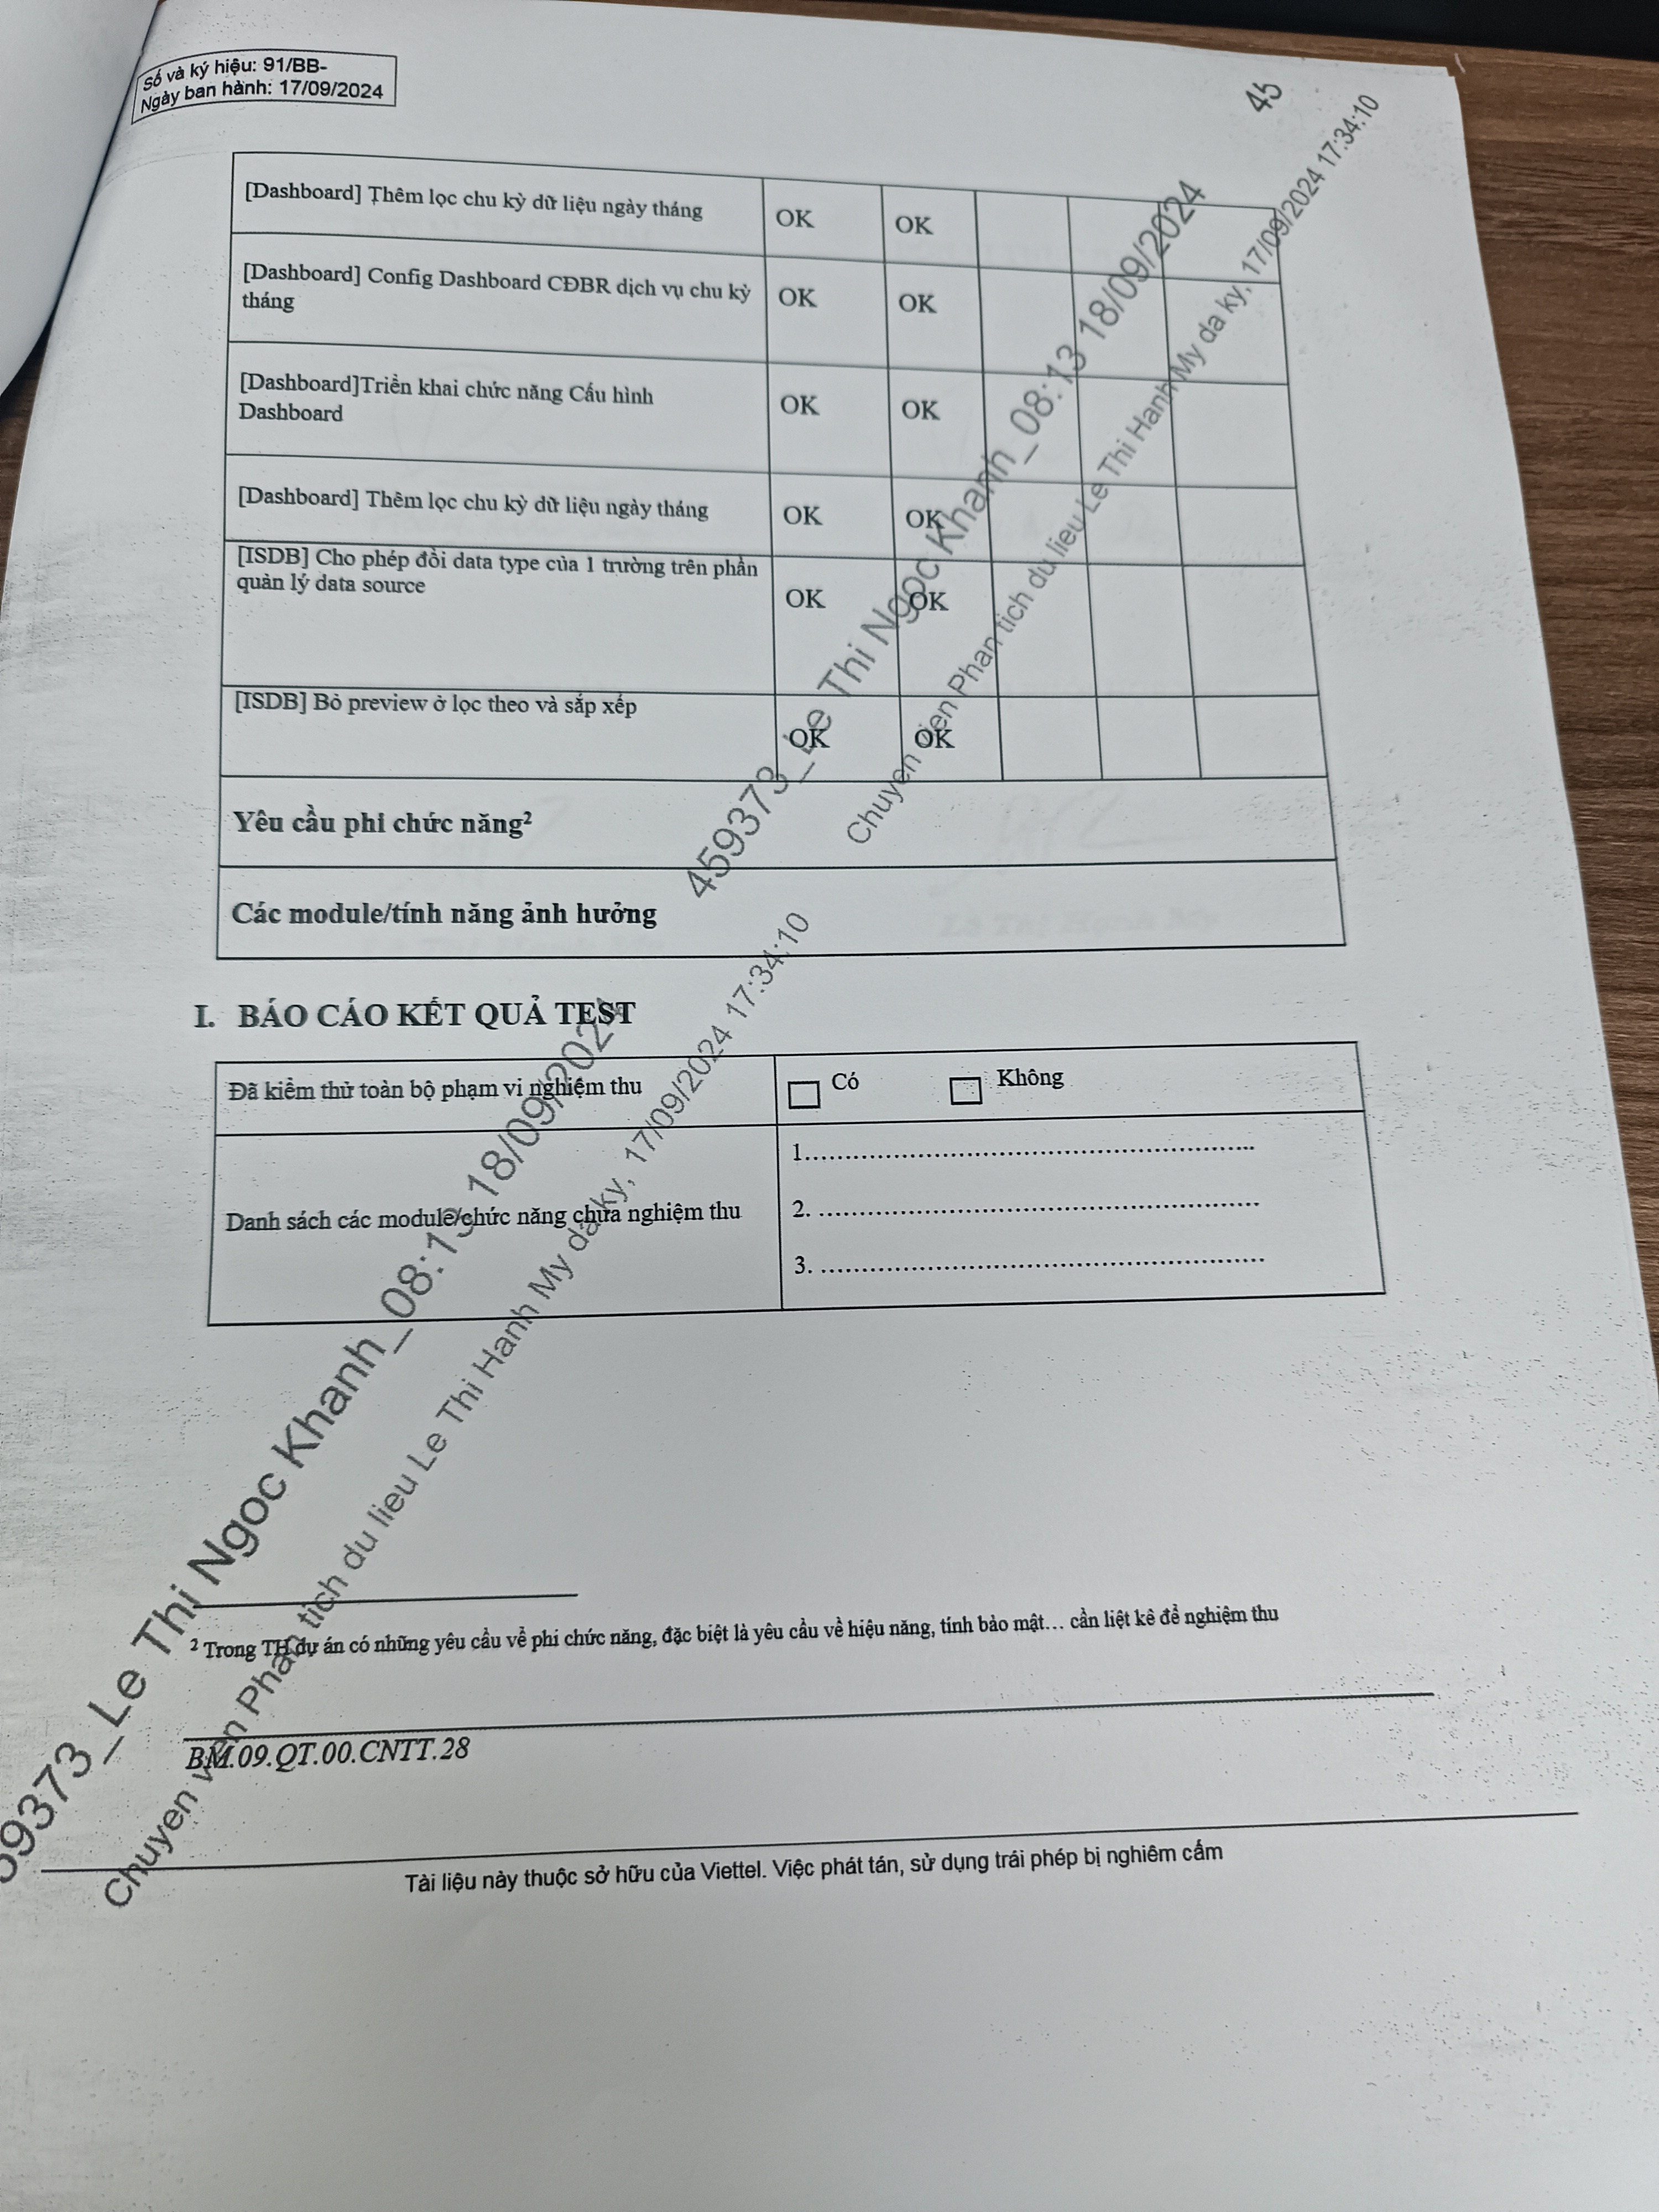 Số và ký hiệu: 91/BB-
Ngày ban hành: 17/09/2024
45
[Dashboard] Thêm lọc chu kỳ dữ liệu ngày tháng OK OK
[Dashboard] Config Dashboard CĐBR dịch vụ chu kỳ
tháng OK OK
[Dashboard]Triển khai chức năng Cấu hình
Dashboard OK OK
[Dashboard] Thêm lọc chu kỳ dữ liệu ngày tháng OK OK
[ISDB] Cho phép đổi data type của 1 trường trên phần
quản lý data source OK OK
[ISDB] Bỏ preview ở lọc theo và sắp xếp
OK OK
Yêu cầu phi chức năng²
Các module/tính năng ảnh hưởng
I. BÁO CÁO KẾT QUẢ TEST
Đã kiểm thử toàn bộ phạm vi nghiệm thu Có Không
Danh sách các module/chức năng chưa nghiệm thu
1..........................................................
2. .........................................................
3. .........................................................
² Trong TH dự án có những yêu cầu về phi chức năng, đặc biệt là yêu cầu về hiệu năng, tính bảo mật… cần liệt kê để nghiệm thu
BM.09.QT.00.CNTT.28
Tài liệu này thuộc sở hữu của Viettel. Việc phát tán, sử dụng trái phép bị nghiêm cấm
459373_Le Thi Ngoc Khanh_08:13 18/09/2024
Chuyen vien Phan tich du lieu Le Thi Hanh My da ky, 17/09/2024 17:34:10
59373_Le Thi Ngoc Khanh_08:13 18/09/2024
Chuyen vien Phan tich du lieu Le Thi Hanh My da ky, 17/09/2024 17:34:10